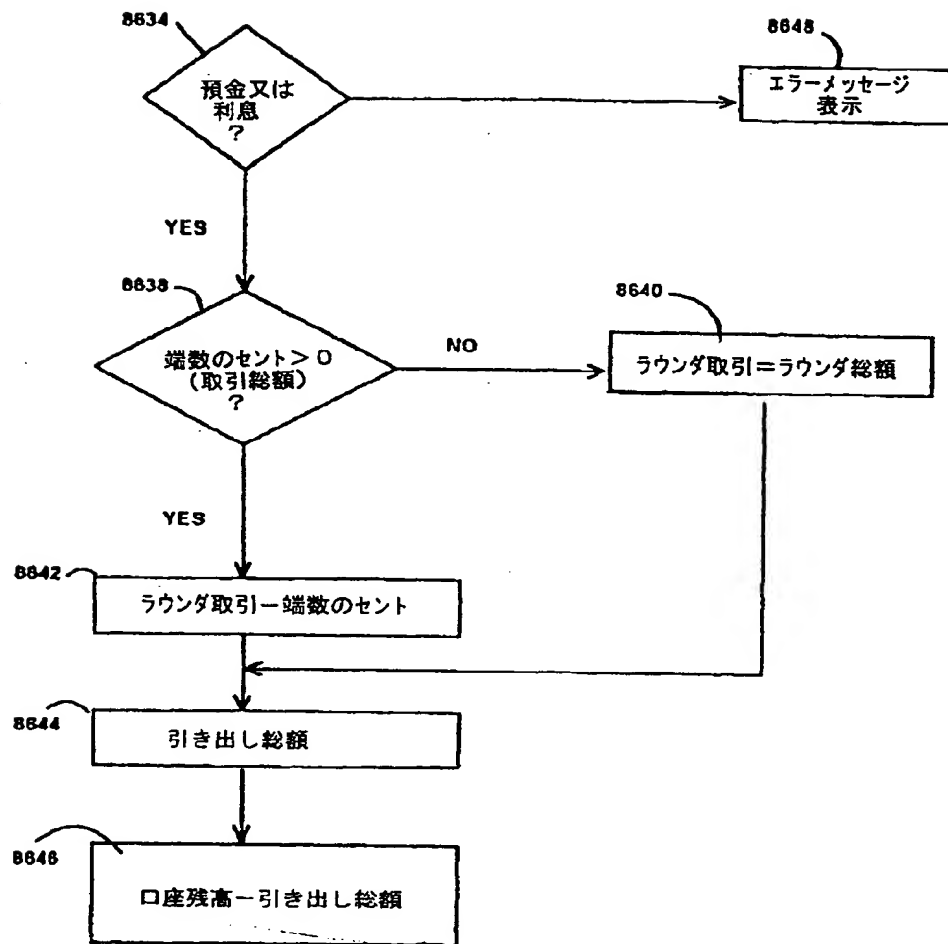 8634
預金又は
利息
?
8648
エラーメッセージ
表示
YES
8638
端数のセント>0
(取引総額)
?
NO
8640
ラウンダ取引=ラウンダ総額
YES
8642
ラウンダ取引ー端数のセント
8644
引き出し総額
8646
口座残高ー引き出し総額